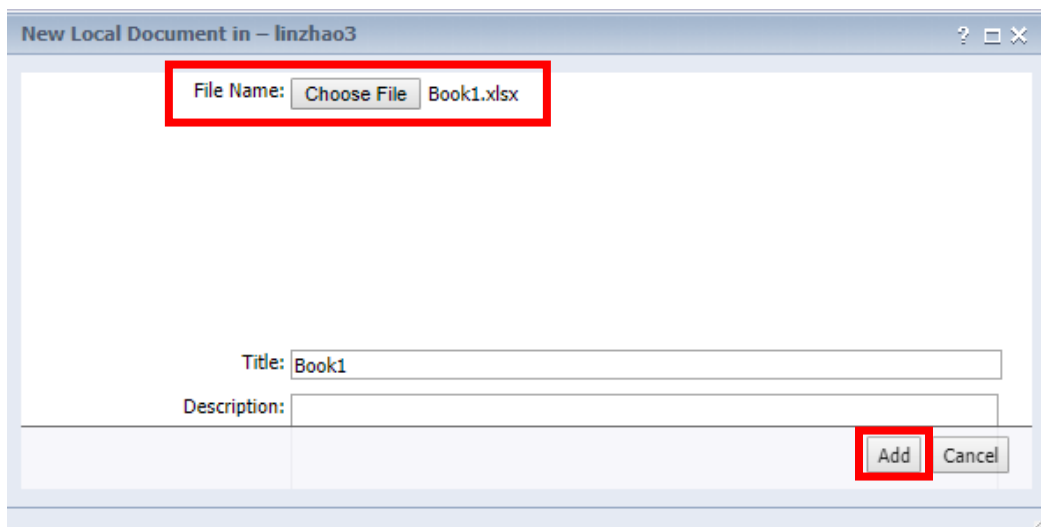 New Local Document in – linzhao3
File Name: Choose File Book1.xlsx
Title: Book1
Description:
Add Cancel